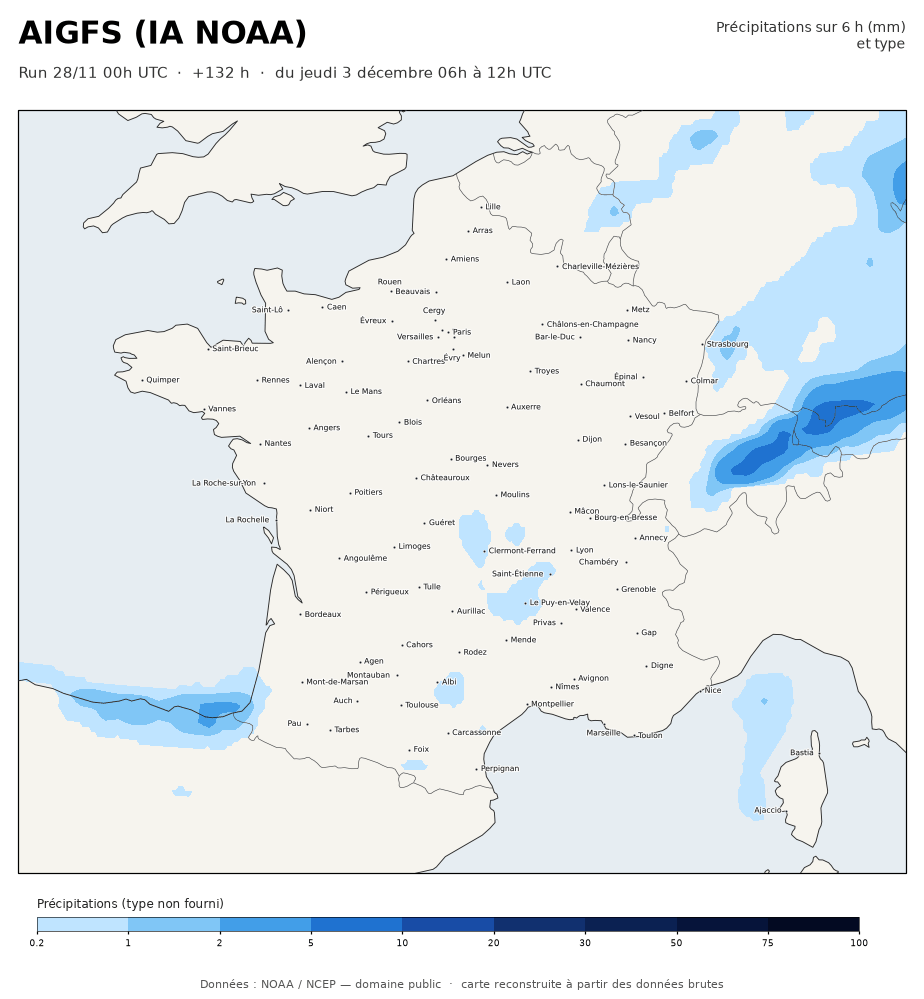 AIGFS (IA NOAA)
Précipitations sur 6 h (mm)
et type
Run 28/11 00h UTC · +132 h · du jeudi 3 décembre 06h à 12h UTC
Lille
Arras
Amiens
Charleville-Mézières
Rouen
Beauvais
Laon
Saint-Lô
Caen
Cergy
Metz
Évreux
Châlons-en-Champagne
Versailles
Paris
Bar-le-Duc
Nancy
Strasbourg
Saint-Brieuc
Alençon
Chartres
Évry
Melun
Troyes
Épinal
Colmar
Quimper
Rennes
Laval
Le Mans
Chaumont
Orléans
Auxerre
Vannes
Vesoul
Belfort
Angers
Blois
Tours
Nantes
Dijon
Besançon
Bourges
Nevers
La Roche-sur-Yon
Châteauroux
Lons-le-Saunier
Poitiers
Moulins
Niort
Mâcon
Bourg-en-Bresse
La Rochelle
Guéret
Annecy
Limoges
Clermont-Ferrand
Lyon
Angoulême
Chambéry
Saint-Étienne
Périgueux
Tulle
Grenoble
Le Puy-en-Velay
Valence
Bordeaux
Aurillac
Privas
Gap
Cahors
Mende
Rodez
Agen
Digne
Montauban
Mont-de-Marsan
Albi
Avignon
Nîmes
Nice
Auch
Toulouse
Montpellier
Pau
Tarbes
Carcassonne
Marseille
Toulon
Foix
Bastia
Perpignan
Ajaccio
Précipitations (type non fourni)
0.2 1 2 5 10 20 30 50 75 100
Données : NOAA / NCEP — domaine public · carte reconstruite à partir des données brutes